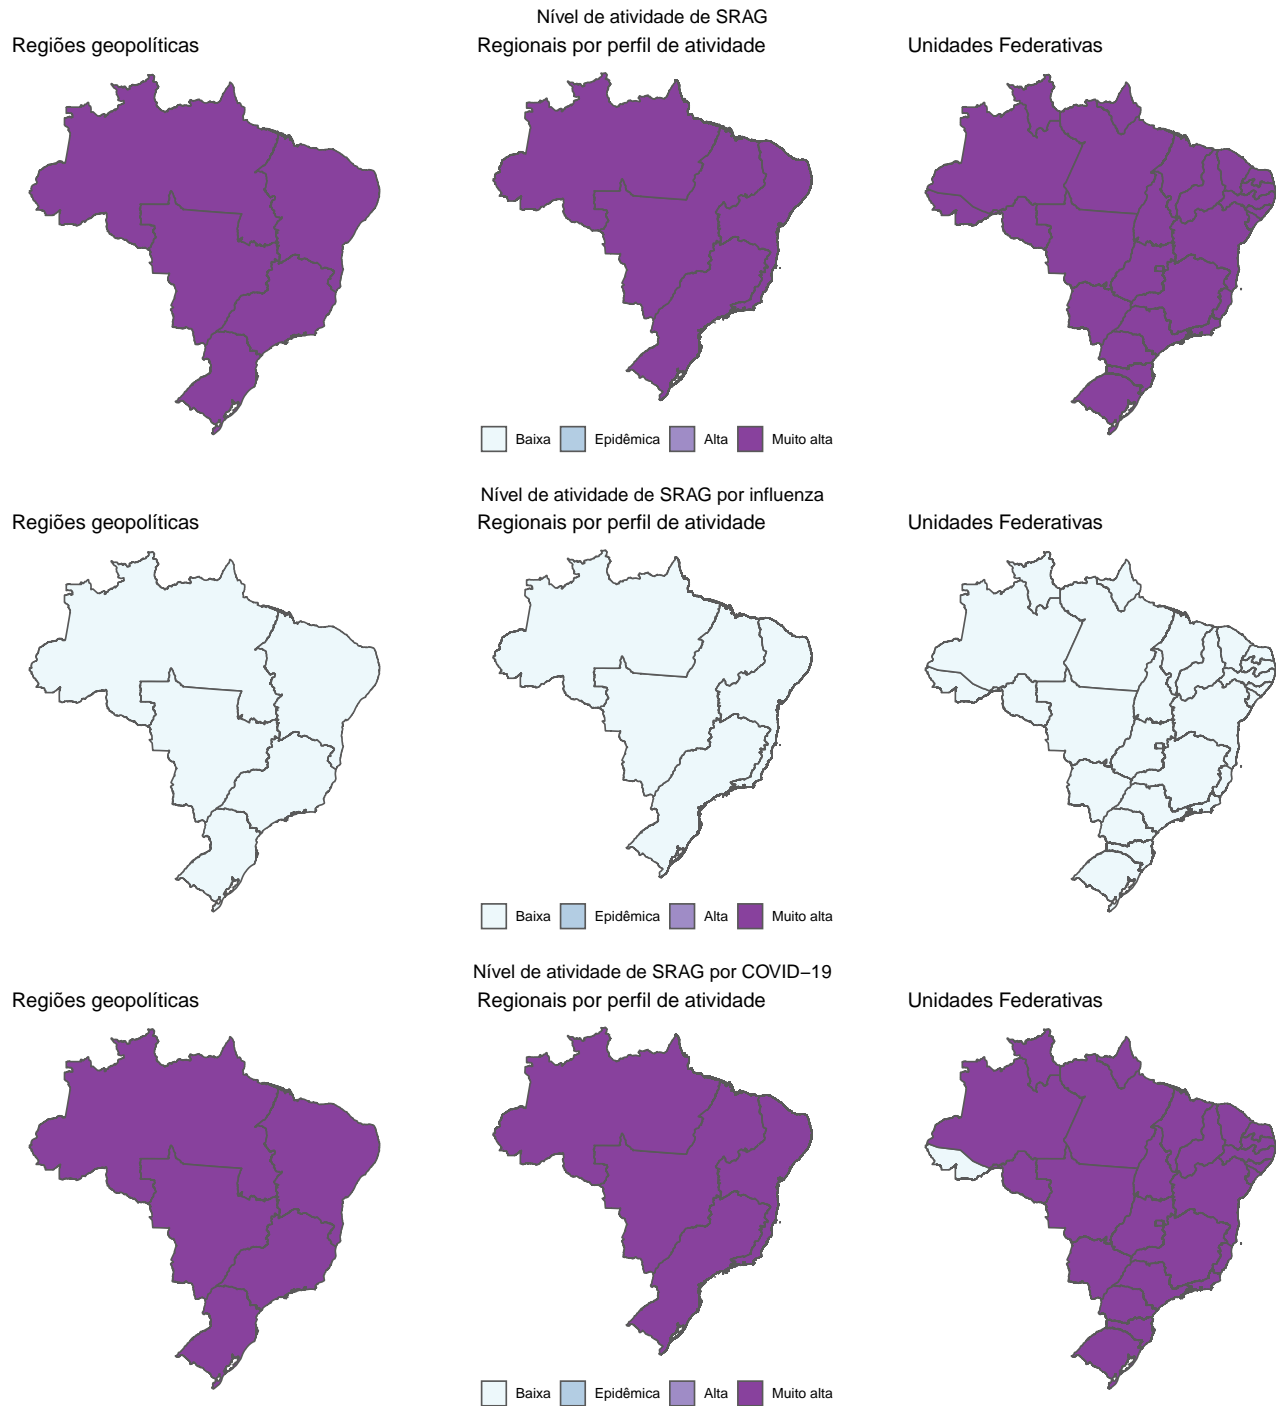 Nível de atividade de SRAG
Regiões geopolíticas
Regionais por perfil de atividade
Unidades Federativas
Baixa
Epidêmica
Alta
Muito alta
Nível de atividade de SRAG por influenza
Regiões geopolíticas
Regionais por perfil de atividade
Unidades Federativas
Baixa
Epidêmica
Alta
Muito alta
Nível de atividade de SRAG por COVID−19
Regiões geopolíticas
Regionais por perfil de atividade
Unidades Federativas
Baixa
Epidêmica
Alta
Muito alta